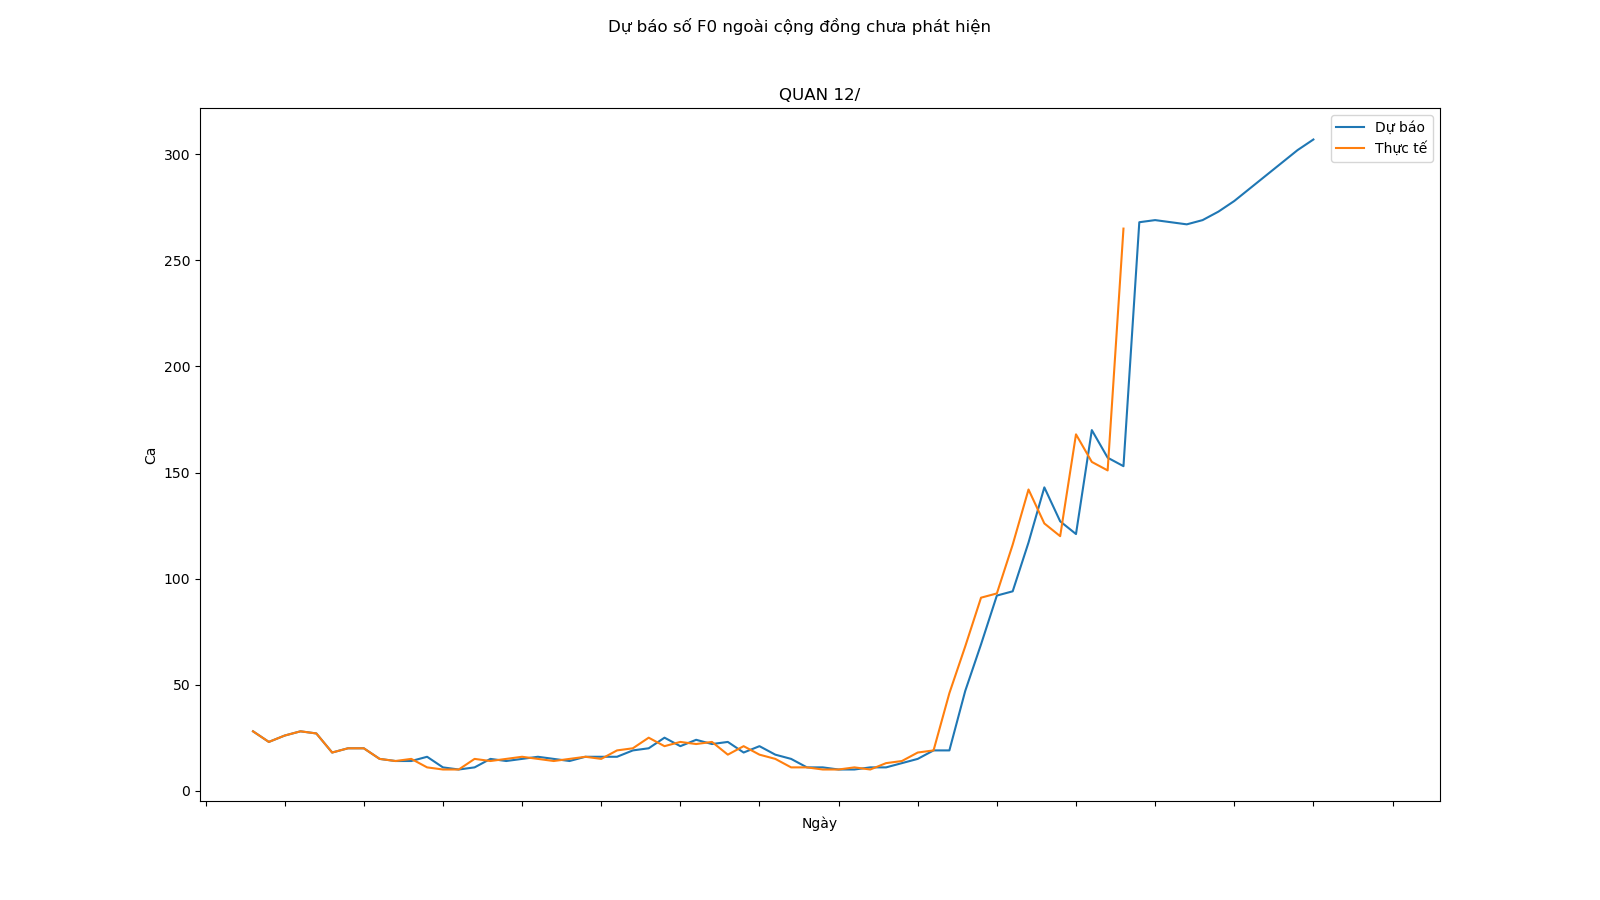 Dự báo số F0 ngoài cộng đồng chưa phát hiện
QUAN 12/
Dự báo
Thực tế
300
250
200
150
100
50
0
Ca
Ngày